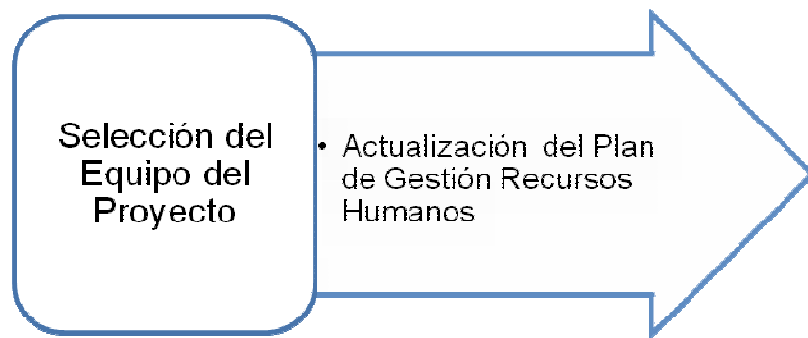 Selección del
Equipo del
Proyecto
• Actualización del Plan
de Gestión Recursos
Humanos